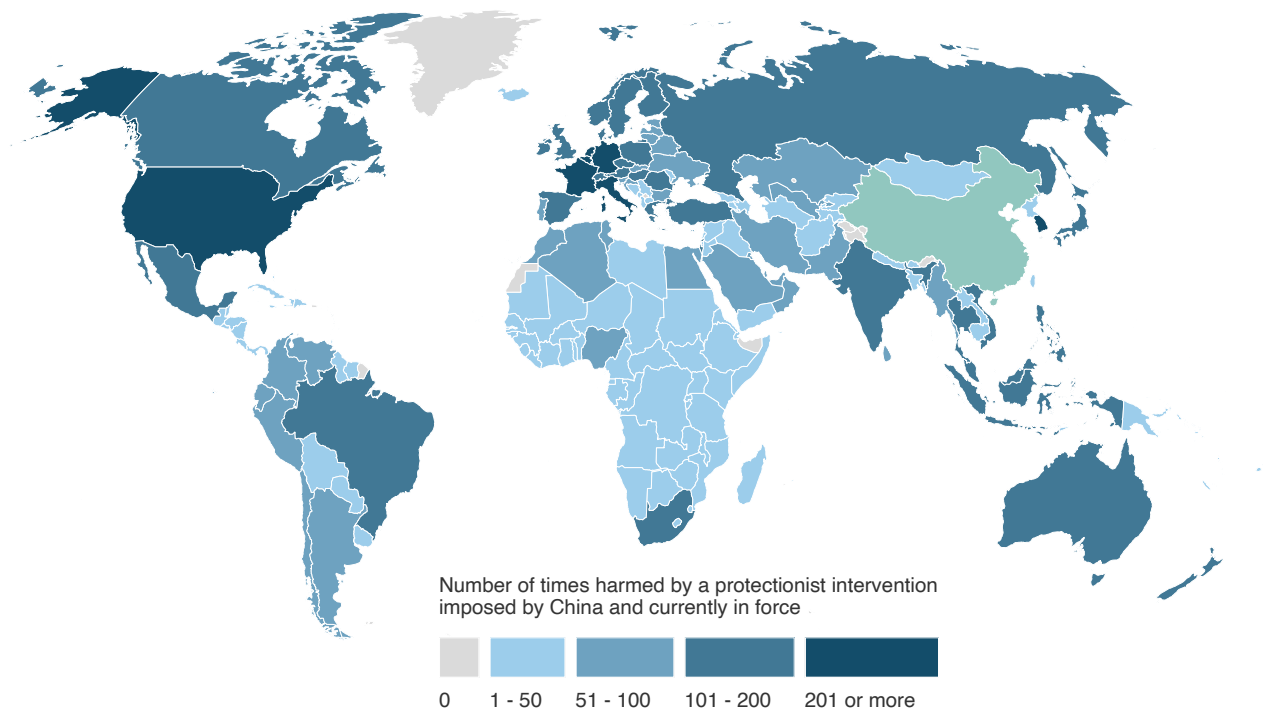 Number of times harmed by a protectionist intervention
imposed by China and currently in force
0 1 - 50 51 - 100 101 - 200 201 or more